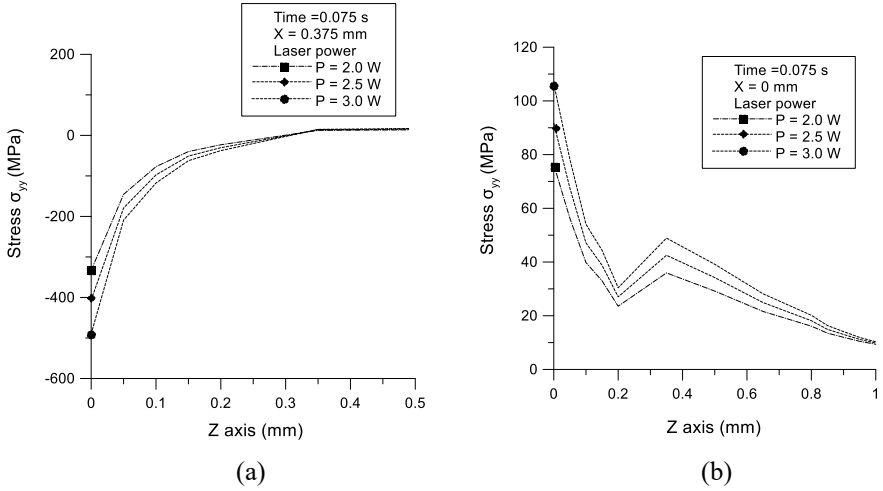 Time =0.075 s
X = 0.375 mm
Laser power
P = 2.0 W
P = 2.5 W
P = 3.0 W
200
0
-200
-400
-600
Stress σyy (MPa)
0 0.1 0.2 0.3 0.4 0.5
Z axis (mm)
(a)
Time =0.075 s
X = 0 mm
Laser power
P = 2.0 W
P = 2.5 W
P = 3.0 W
120
100
80
60
40
20
0
Stress σyy (MPa)
0 0.2 0.4 0.6 0.8 1
Z axis (mm)
(b)